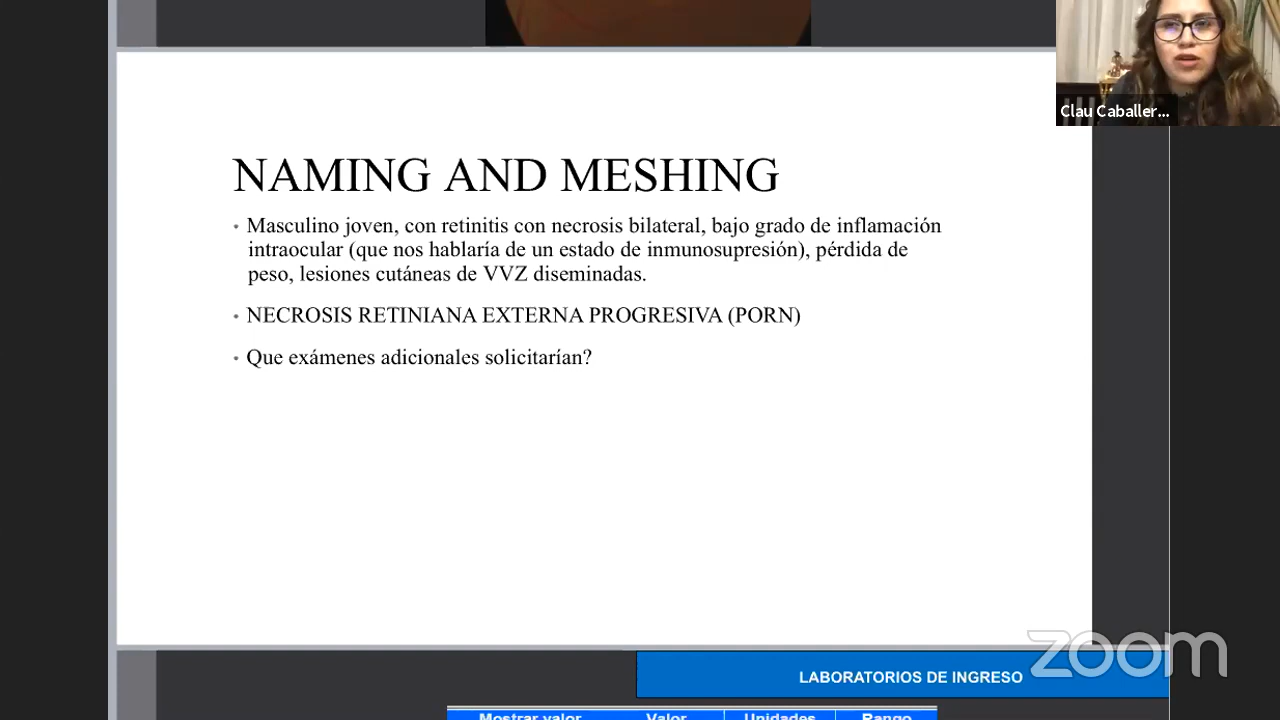 Clau Caballer...
NAMING AND MESHING
• Masculino joven, con retinitis con necrosis bilateral, bajo grado de inflamación
intraocular (que nos hablaría de un estado de inmunosupresión), pérdida de
peso, lesiones cutáneas de VVZ diseminadas.
• NECROSIS RETINIANA EXTERNA PROGRESIVA (PORN)
• Que exámenes adicionales solicitarían?
zoom
LABORATORIOS DE INGRESO
Mostrar valor Valor Unidades Rango